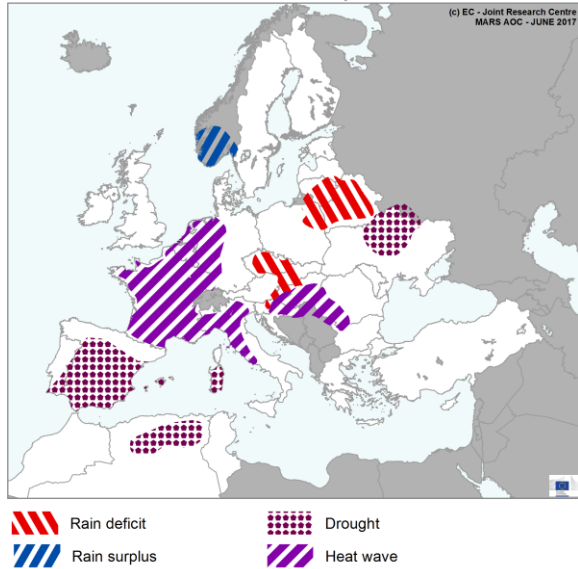 (c) EC - Joint Research Centre
MARS AOC - JUNE 2017
Rain deficit
Drought
Rain surplus
Heat wave